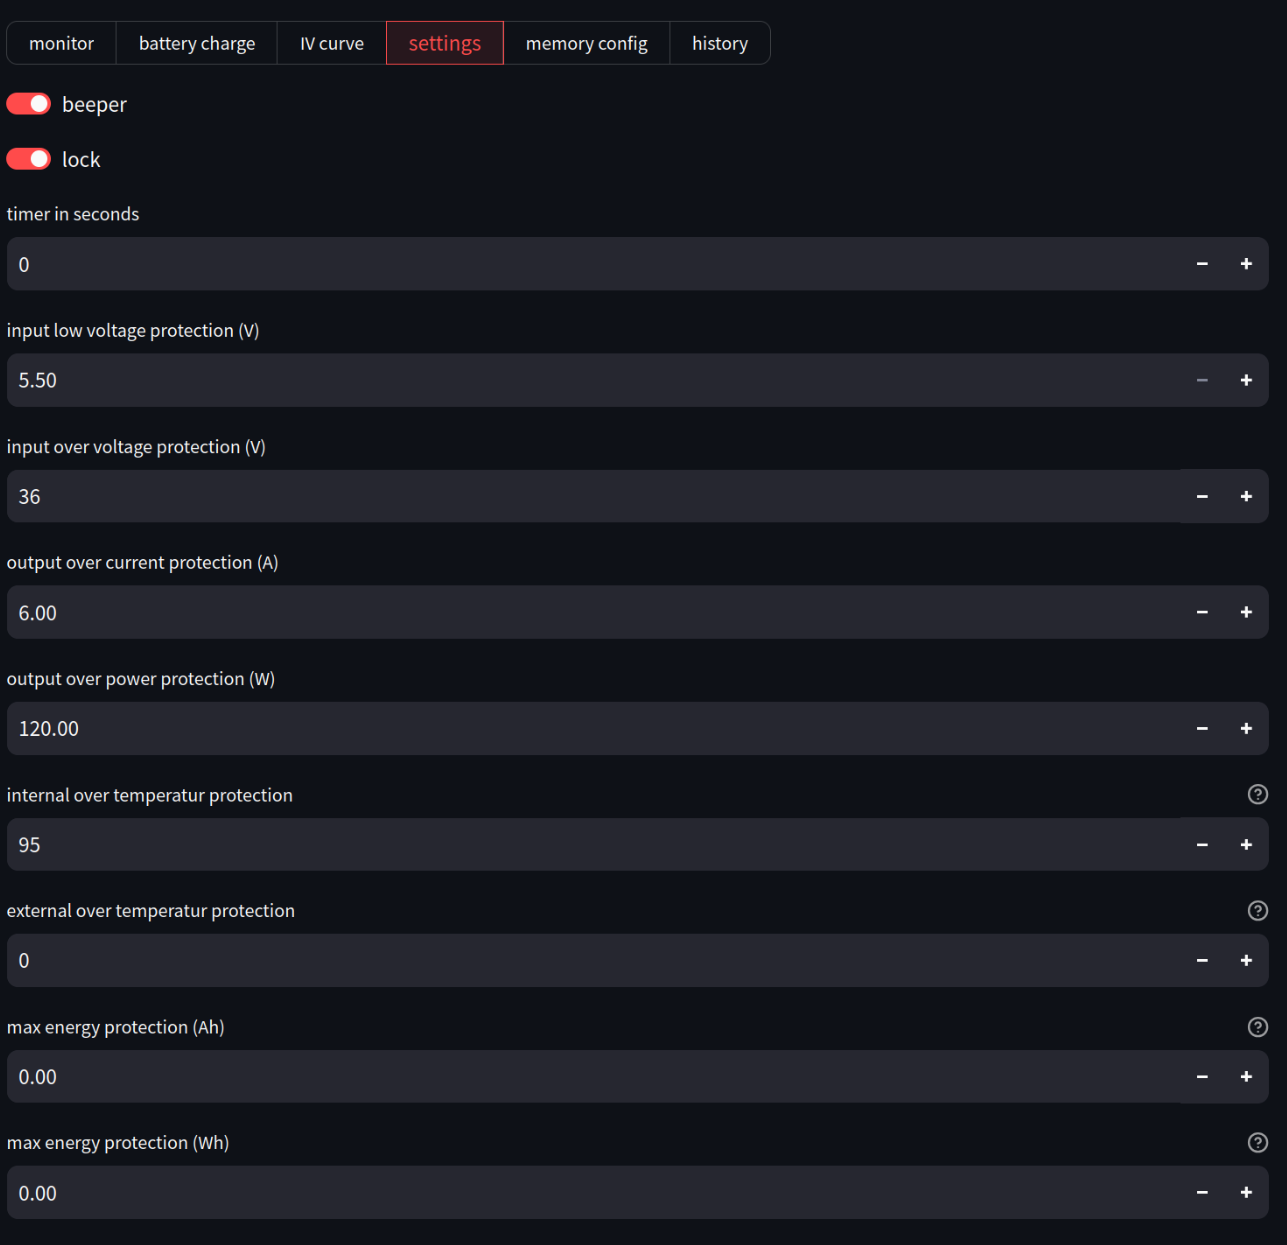 monitor battery charge IV curve settings memory config history
beeper
lock
timer in seconds
0
input low voltage protection (V)
5.50
input over voltage protection (V)
36
output over current protection (A)
6.00
output over power protection (W)
120.00
internal over temperatur protection
95
external over temperatur protection
0
max energy protection (Ah)
0.00
max energy protection (Wh)
0.00